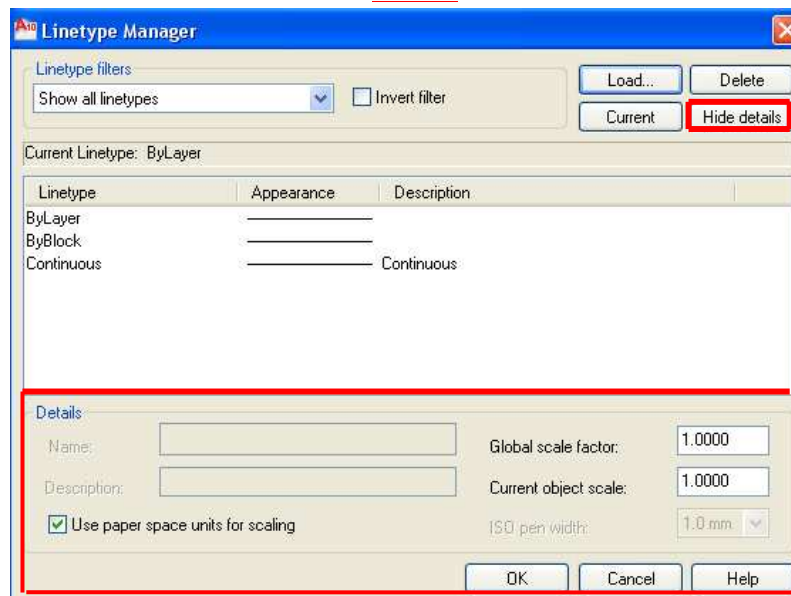 A10 Linetype Manager
Linetype filters
Show all linetypes
Invert filter
Load...
Delete
Current
Hide details
Current Linetype: ByLayer
Linetype Appearance Description
ByLayer
ByBlock
Continuous Continuous
Details
Name:
Global scale factor: 1.0000
Description:
Current object scale: 1.0000
Use paper space units for scaling
ISO pen width: 1.0 mm
OK Cancel Help